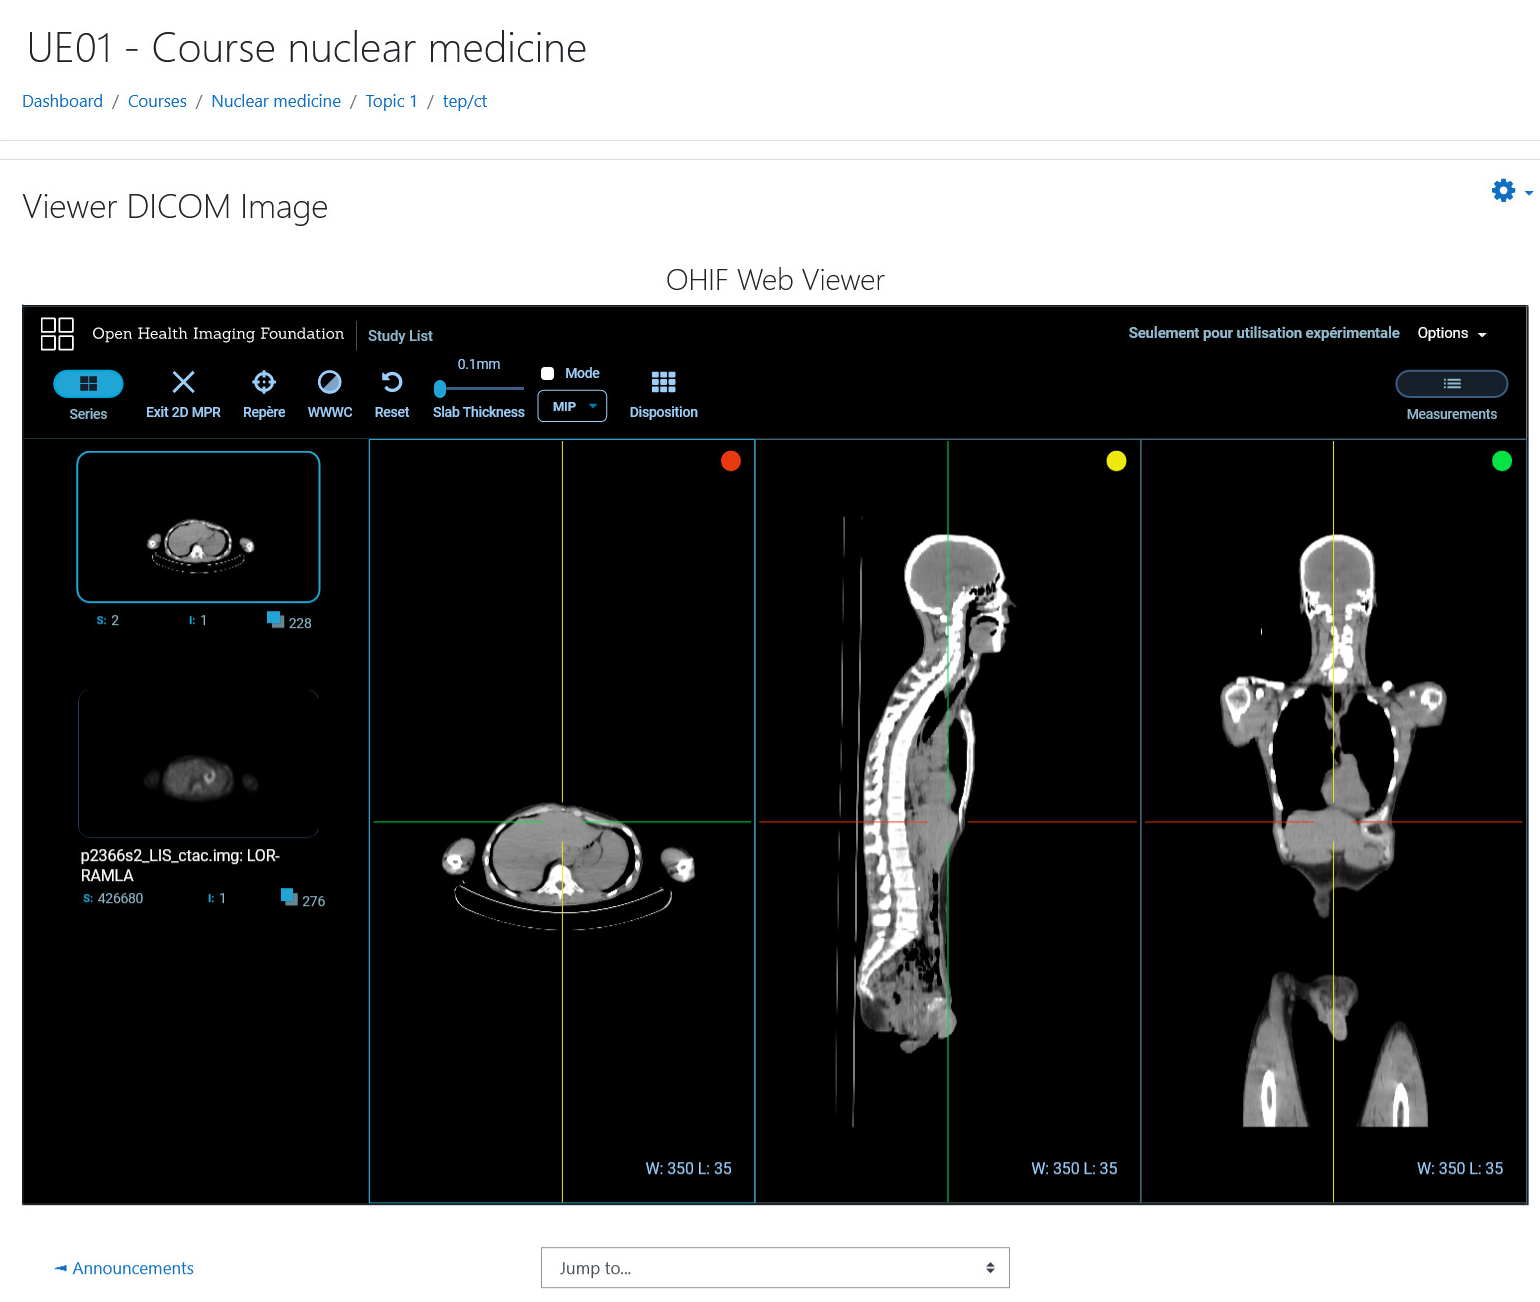 UE01 - Course nuclear medicine
Dashboard / Courses / Nuclear medicine / Topic 1 / tep/ct
Viewer DICOM Image
OHIF Web Viewer
Open Health Imaging Foundation
Study List
Seulement pour utilisation expérimentale
Options
0.1mm
Mode
MIP
Series
Exit 2D MPR
Repère
WWWC
Reset
Slab Thickness
Disposition
Measurements
S: 2
I: 1
228
p2366s2_LIS_ctac.img: LOR-
RAMLA
S: 426680
I: 1
276
W: 350 L: 35
W: 350 L: 35
W: 350 L: 35
◄ Announcements
Jump to...